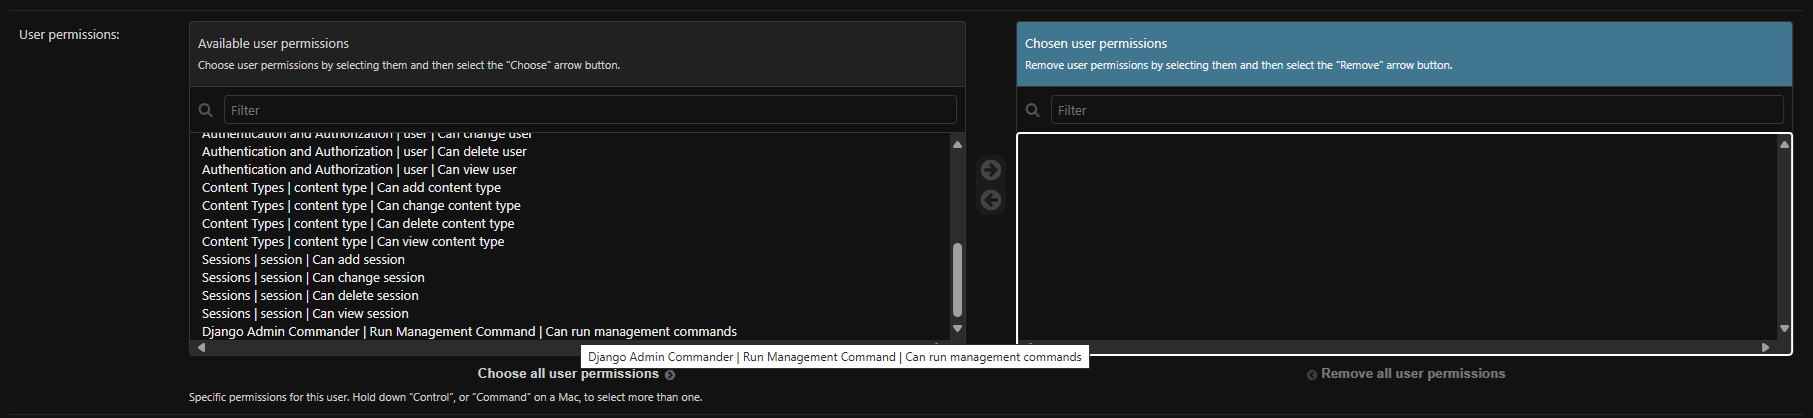 User permissions:
Available user permissions
Choose user permissions by selecting them and then select the "Choose" arrow button.
Filter
Authentication and Authorization | user | Can change user
Authentication and Authorization | user | Can delete user
Authentication and Authorization | user | Can view user
Content Types | content type | Can add content type
Content Types | content type | Can change content type
Content Types | content type | Can delete content type
Content Types | content type | Can view content type
Sessions | session | Can add session
Sessions | session | Can change session
Sessions | session | Can delete session
Sessions | session | Can view session
Django Admin Commander | Run Management Command | Can run management commands
Django Admin Commander | Run Management Command | Can run management commands
Choose all user permissions
Specific permissions for this user. Hold down “Control”, or “Command” on a Mac, to select more than one.
Chosen user permissions
Remove user permissions by selecting them and then select the "Remove" arrow button.
Filter
Remove all user permissions